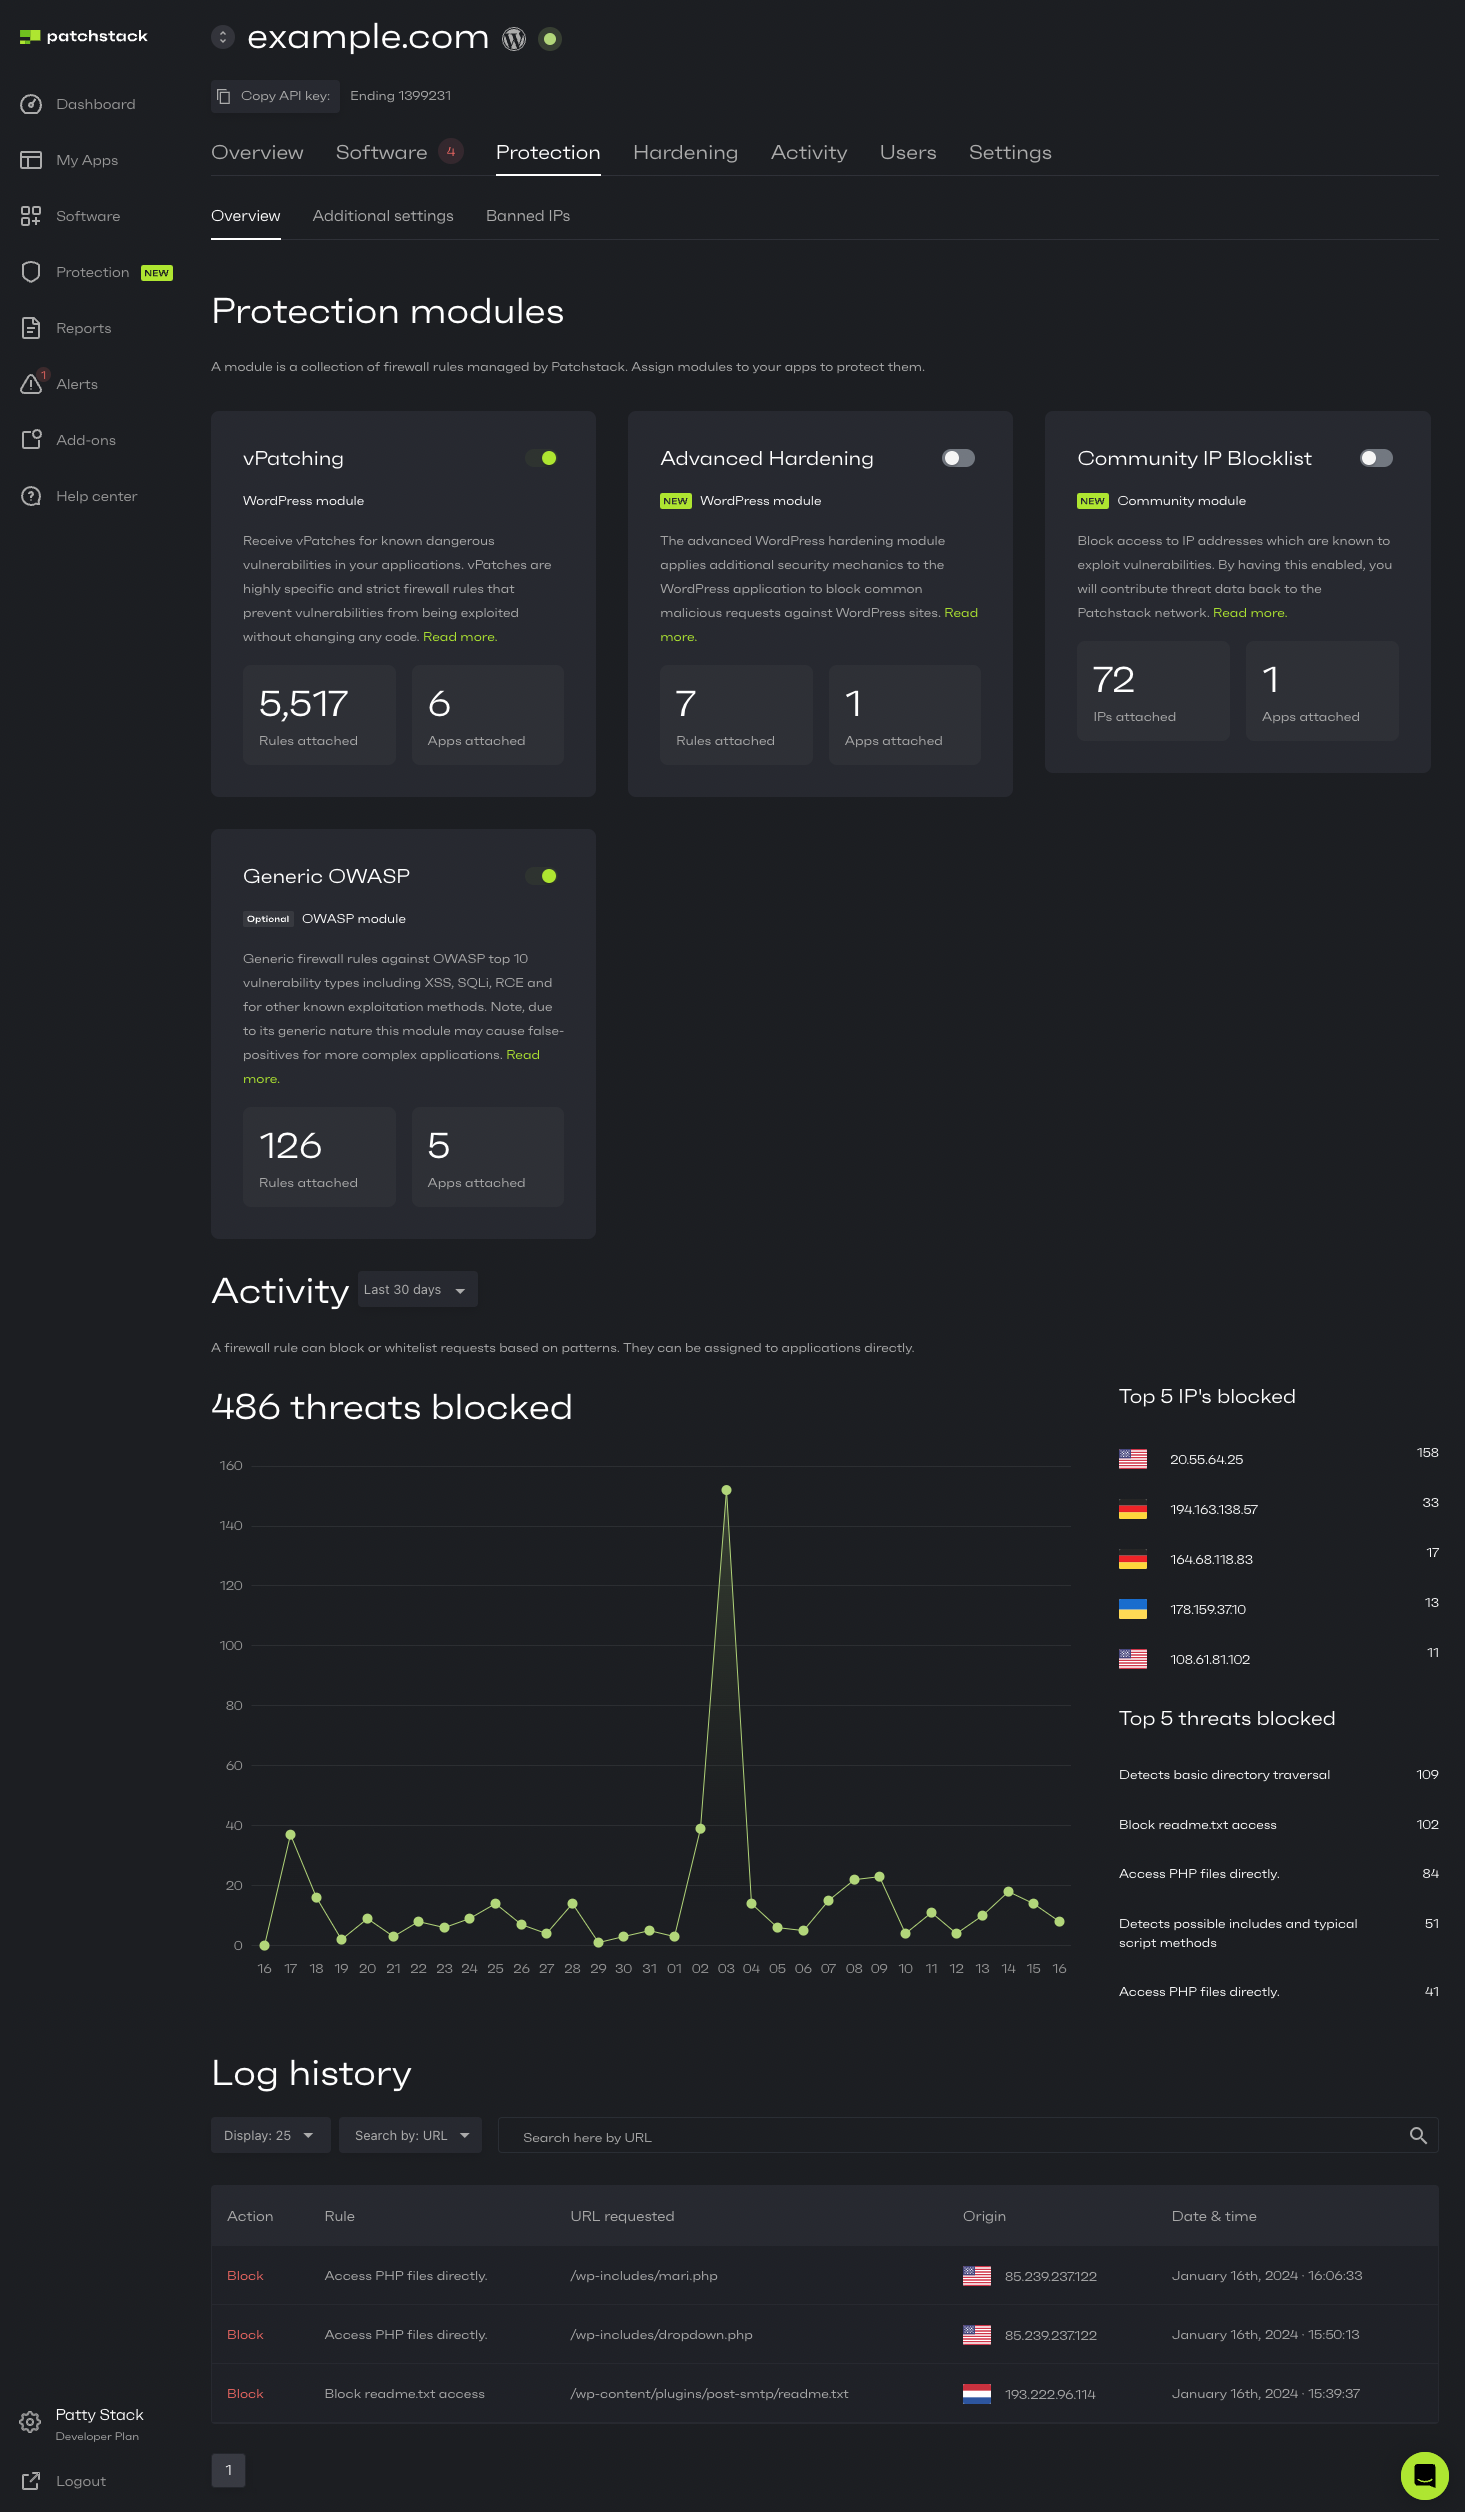 patchstack
Dashboard
My Apps
Software
Protection NEW
Reports
1
Alerts
Add-ons
Help center
example.com
Copy API key: Ending 1399231
Overview Software 4 Protection Hardening Activity Users Settings
Overview Additional settings Banned IPs
Protection modules
A module is a collection of firewall rules managed by Patchstack. Assign modules to your apps to protect them.
vPatching
WordPress module
Receive vPatches for known dangerous
vulnerabilities in your applications. vPatches are
highly specific and strict firewall rules that
prevent vulnerabilities from being exploited
without changing any code. Read more.
5,517
Rules attached
6
Apps attached
Advanced Hardening
NEW WordPress module
The advanced WordPress hardening module
applies additional security mechanics to the
WordPress application to block common
malicious requests against WordPress sites. Read
more.
7
Rules attached
1
Apps attached
Community IP Blocklist
NEW Community module
Block access to IP addresses which are known to
exploit vulnerabilities. By having this enabled, you
will contribute threat data back to the
Patchstack network. Read more.
72
IPs attached
1
Apps attached
Generic OWASP
Optional OWASP module
Generic firewall rules against OWASP top 10
vulnerability types including XSS, SQLi, RCE and
for other known exploitation methods. Note, due
to its generic nature this module may cause false-
positives for more complex applications. Read
more.
126
Rules attached
5
Apps attached
Activity Last 30 days
A firewall rule can block or whitelist requests based on patterns. They can be assigned to applications directly.
486 threats blocked
160
140
120
100
80
60
40
20
0
16 17 18 19 20 21 22 23 24 25 26 27 28 29 30 31 01 02 03 04 05 06 07 08 09 10 11 12 13 14 15 16
Top 5 IP's blocked
20.55.64.25 158
194.163.138.57 33
164.68.118.83 17
178.159.37.10 13
108.61.81.102 11
Top 5 threats blocked
Detects basic directory traversal 109
Block readme.txt access 102
Access PHP files directly. 84
Detects possible includes and typical 51
script methods
Access PHP files directly. 41
Log history
Display: 25 Search by: URL Search here by URL
Action Rule URL requested Origin Date & time
Block Access PHP files directly. /wp-includes/mari.php 85.239.237.122 January 16th, 2024 · 16:06:33
Block Access PHP files directly. /wp-includes/dropdown.php 85.239.237.122 January 16th, 2024 · 15:50:13
Block Block readme.txt access /wp-content/plugins/post-smtp/readme.txt 193.222.96.114 January 16th, 2024 · 15:39:37
1
Patty Stack
Developer Plan
Logout